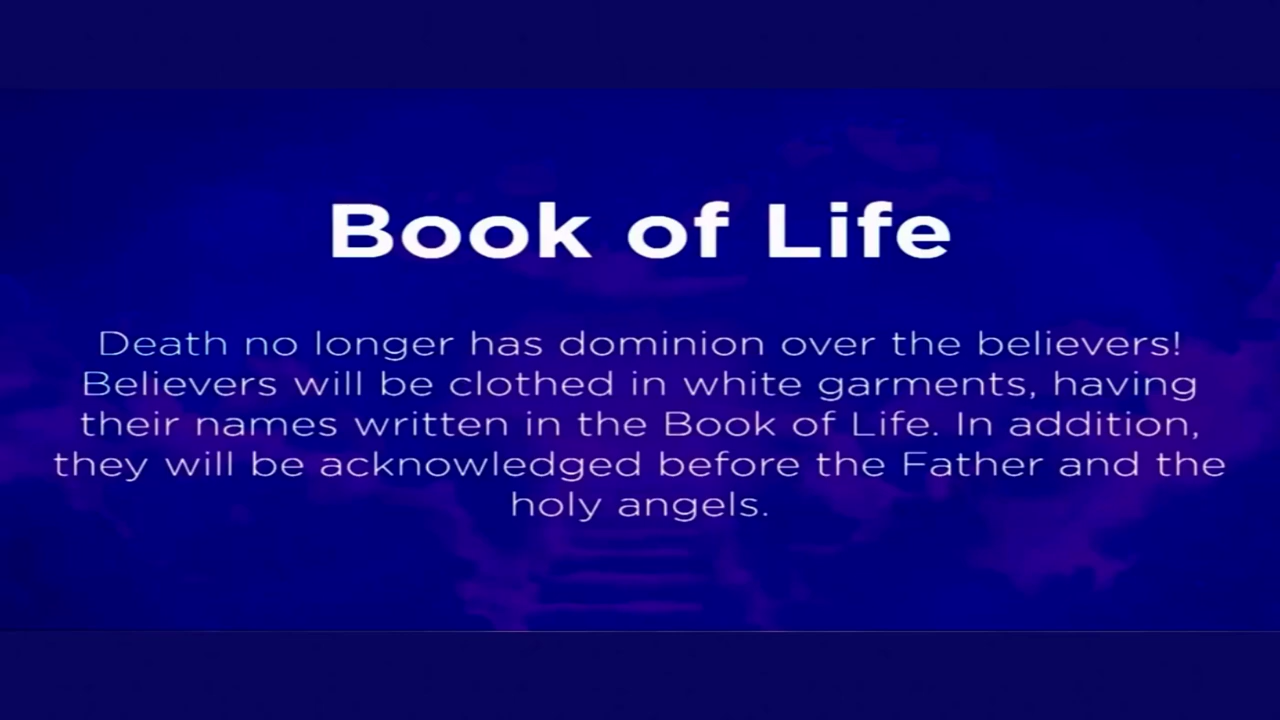 Book of Life
Death no longer has dominion over the believers!
Believers will be clothed in white garments, having
their names written in the Book of Life. In addition,
they will be acknowledged before the Father and the
holy angels.